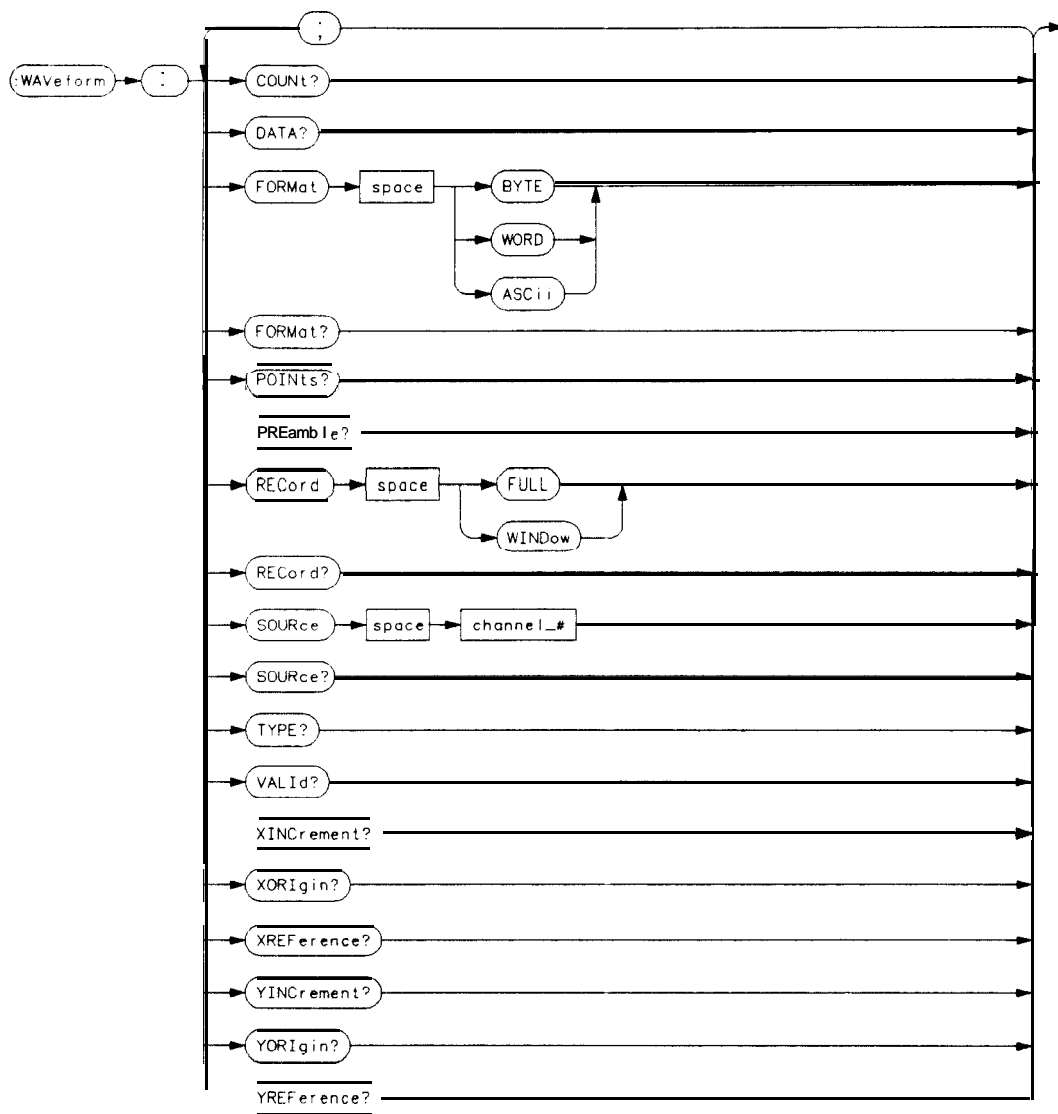 ;
:WAVeform : COUNt?
DATA?
FORMat space BYTE
WORD
ASCii
FORMat?
POINts?
PREamble?
RECord space FULL
WINDow
RECord?
SOURce space channel_#
SOURce?
TYPE?
VALId?
XINCrement?
XORIgin?
XREFerence?
YINCrement?
YORIgin?
YREFerence?